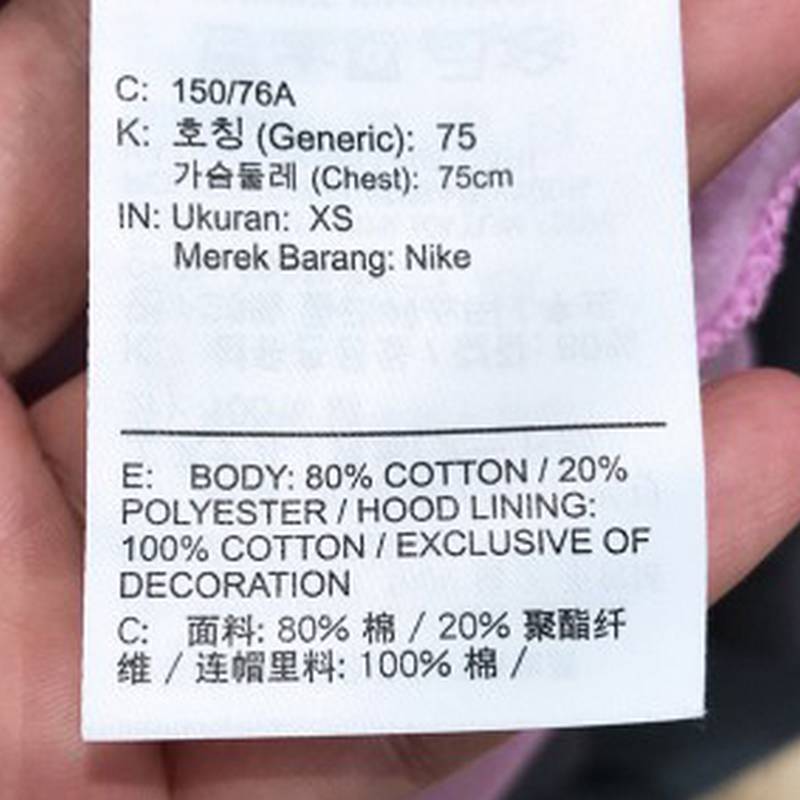 C: 150/76A
K: 호칭 (Generic): 75
가슴둘레 (Chest): 75cm
IN: Ukuran: XS
Merek Barang: Nike
E: BODY: 80% COTTON / 20%
POLYESTER / HOOD LINING:
100% COTTON / EXCLUSIVE OF
DECORATION
C: 面料: 80% 棉 / 20% 聚酯纤
维 / 连帽里料: 100% 棉 /